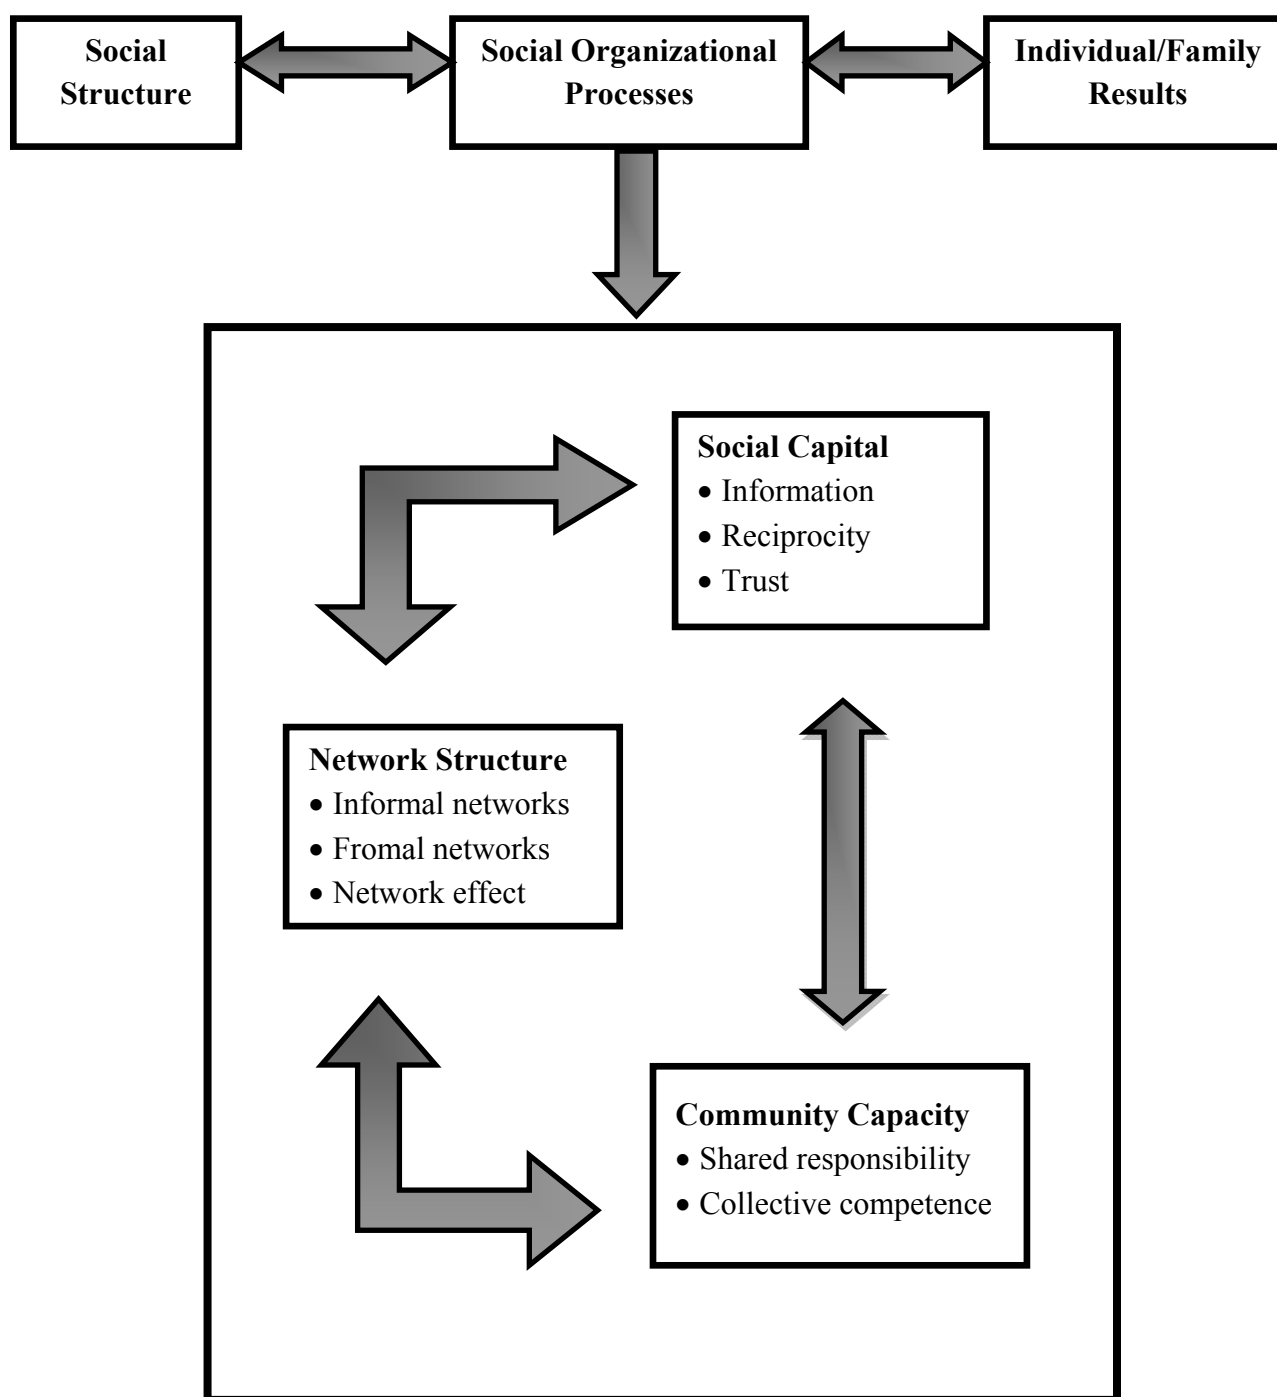 Social
Structure
Social Organizational
Processes
Individual/Family
Results
Social Capital
• Information
• Reciprocity
• Trust
Network Structure
• Informal networks
• Fromal networks
• Network effect
Community Capacity
• Shared responsibility
• Collective competence